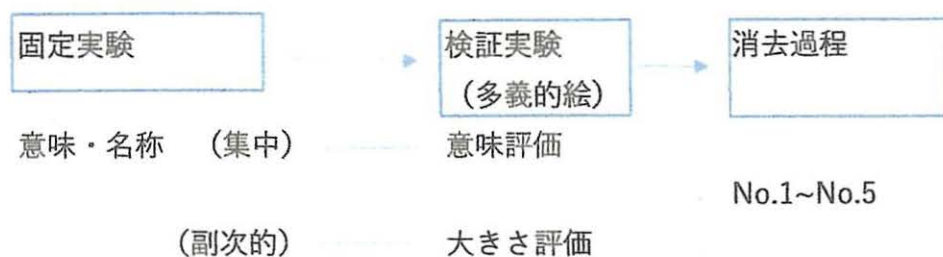 固定実験
検証実験
(多義的絵)
消去過程
意味・名称 (集中)
意味評価
No.1~No.5
(副次的)
大きさ評価